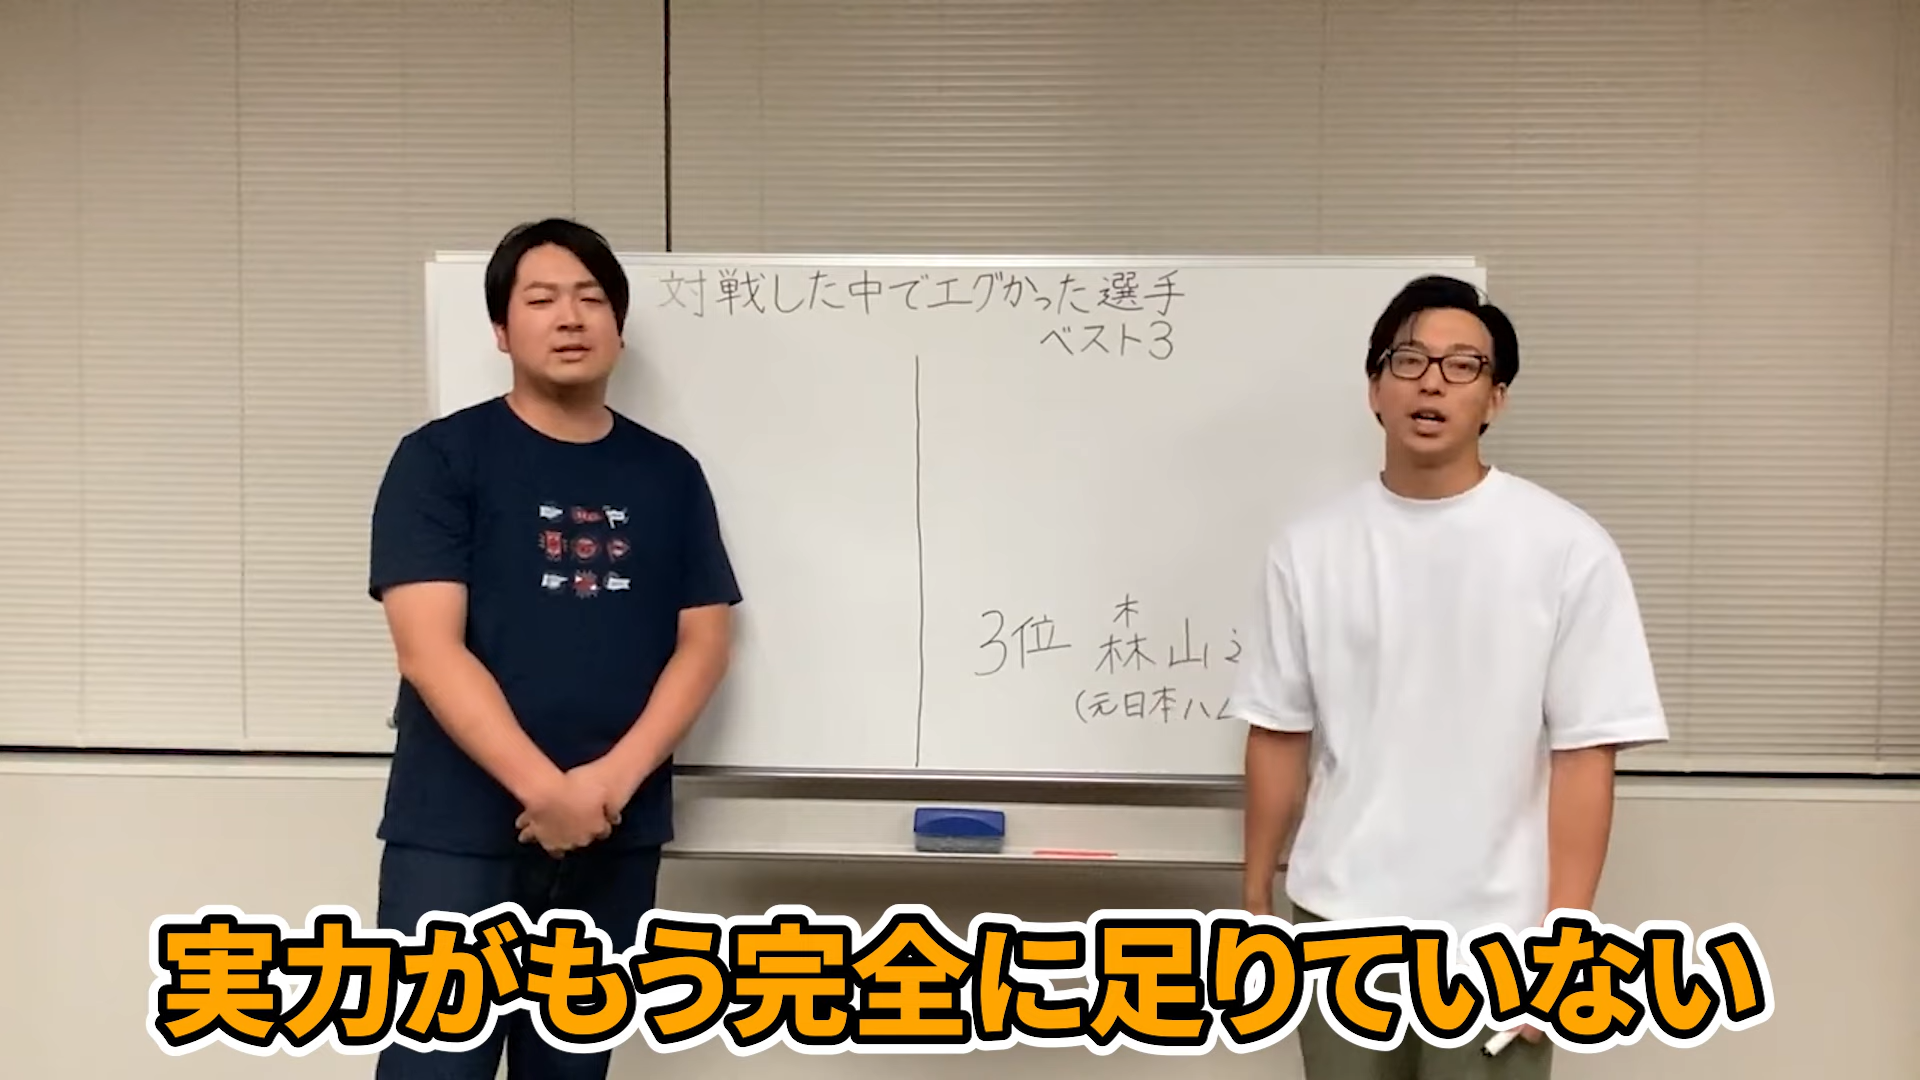 対戦した中でエグかった選手
ベスト3
3位 森山
(元日本ハム
実力がもう完全に足りていない